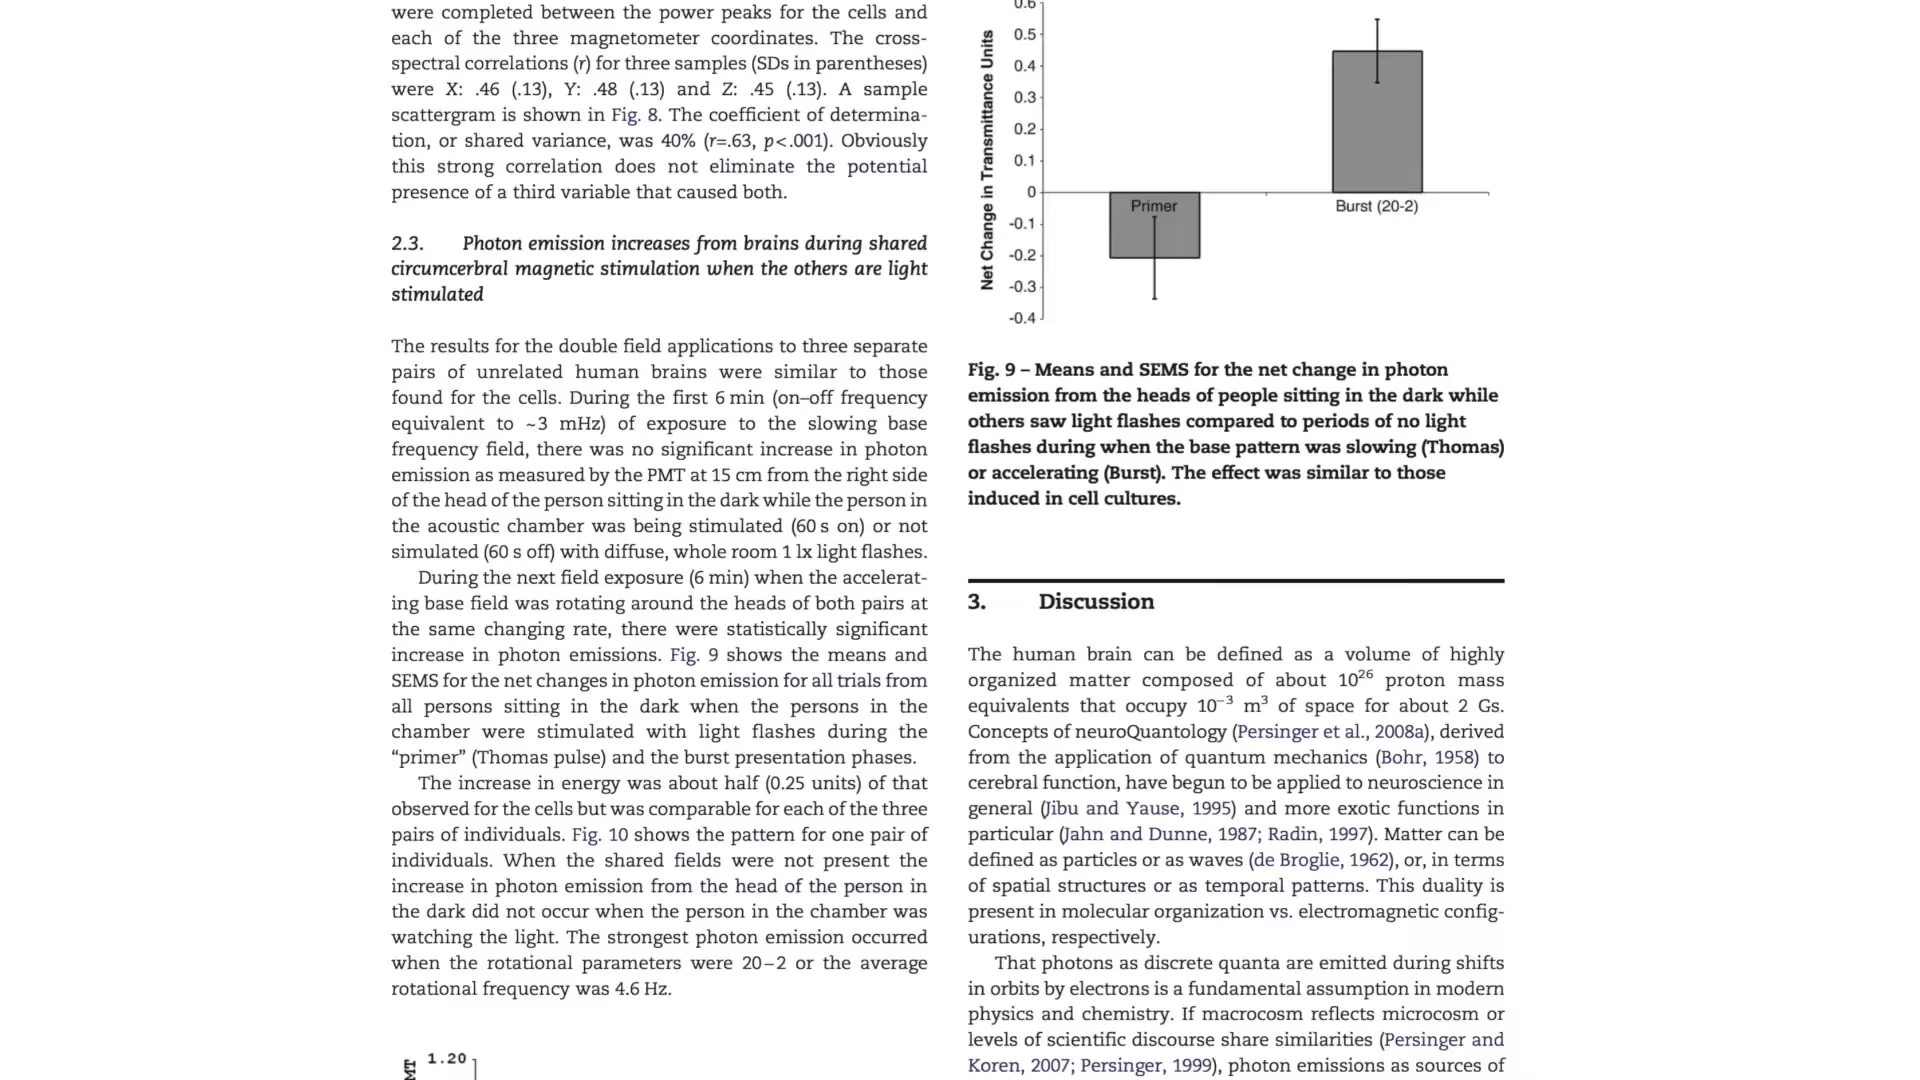 were completed between the power peaks for the cells and
each of the three magnetometer coordinates. The cross-
spectral correlations (r) for three samples (SDs in parentheses)
were X: .46 (.13), Y: .48 (.13) and Z: .45 (.13). A sample
scattergram is shown in Fig. 8. The coefficient of determina-
tion, or shared variance, was 40% (r=.63, p<.001). Obviously
this strong correlation does not eliminate the potential
presence of a third variable that caused both.
2.3. Photon emission increases from brains during shared
circumcerbral magnetic stimulation when the others are light
stimulated
The results for the double field applications to three separate
pairs of unrelated human brains were similar to those
found for the cells. During the first 6 min (on–off frequency
equivalent to ~3 mHz) of exposure to the slowing base
frequency field, there was no significant increase in photon
emission as measured by the PMT at 15 cm from the right side
of the head of the person sitting in the dark while the person in
the acoustic chamber was being stimulated (60 s on) or not
simulated (60 s off) with diffuse, whole room 1 lx light flashes.
During the next field exposure (6 min) when the accelerat-
ing base field was rotating around the heads of both pairs at
the same changing rate, there were statistically significant
increase in photon emissions. Fig. 9 shows the means and
SEMS for the net changes in photon emission for all trials from
all persons sitting in the dark when the persons in the
chamber were stimulated with light flashes during the
“primer” (Thomas pulse) and the burst presentation phases.
The increase in energy was about half (0.25 units) of that
observed for the cells but was comparable for each of the three
pairs of individuals. Fig. 10 shows the pattern for one pair of
individuals. When the shared fields were not present the
increase in photon emission from the head of the person in
the dark did not occur when the person in the chamber was
watching the light. The strongest photon emission occurred
when the rotational parameters were 20–2 or the average
rotational frequency was 4.6 Hz.
1.20
MT
Net Change in Transmittance Units
0.6
0.5
0.4
0.3
0.2
0.1
0
-0.1
-0.2
-0.3
-0.4
Primer
Burst (20-2)
Fig. 9 – Means and SEMS for the net change in photon
emission from the heads of people sitting in the dark while
others saw light flashes compared to periods of no light
flashes during when the base pattern was slowing (Thomas)
or accelerating (Burst). The effect was similar to those
induced in cell cultures.
3. Discussion
The human brain can be defined as a volume of highly
organized matter composed of about 10²⁶ proton mass
equivalents that occupy 10⁻³ m³ of space for about 2 Gs.
Concepts of neuroQuantology (Persinger et al., 2008a), derived
from the application of quantum mechanics (Bohr, 1958) to
cerebral function, have begun to be applied to neuroscience in
general (Jibu and Yause, 1995) and more exotic functions in
particular (Jahn and Dunne, 1987; Radin, 1997). Matter can be
defined as particles or as waves (de Broglie, 1962), or, in terms
of spatial structures or as temporal patterns. This duality is
present in molecular organization vs. electromagnetic config-
urations, respectively.
That photons as discrete quanta are emitted during shifts
in orbits by electrons is a fundamental assumption in modern
physics and chemistry. If macrocosm reflects microcosm or
levels of scientific discourse share similarities (Persinger and
Koren, 2007; Persinger, 1999), photon emissions as sources of